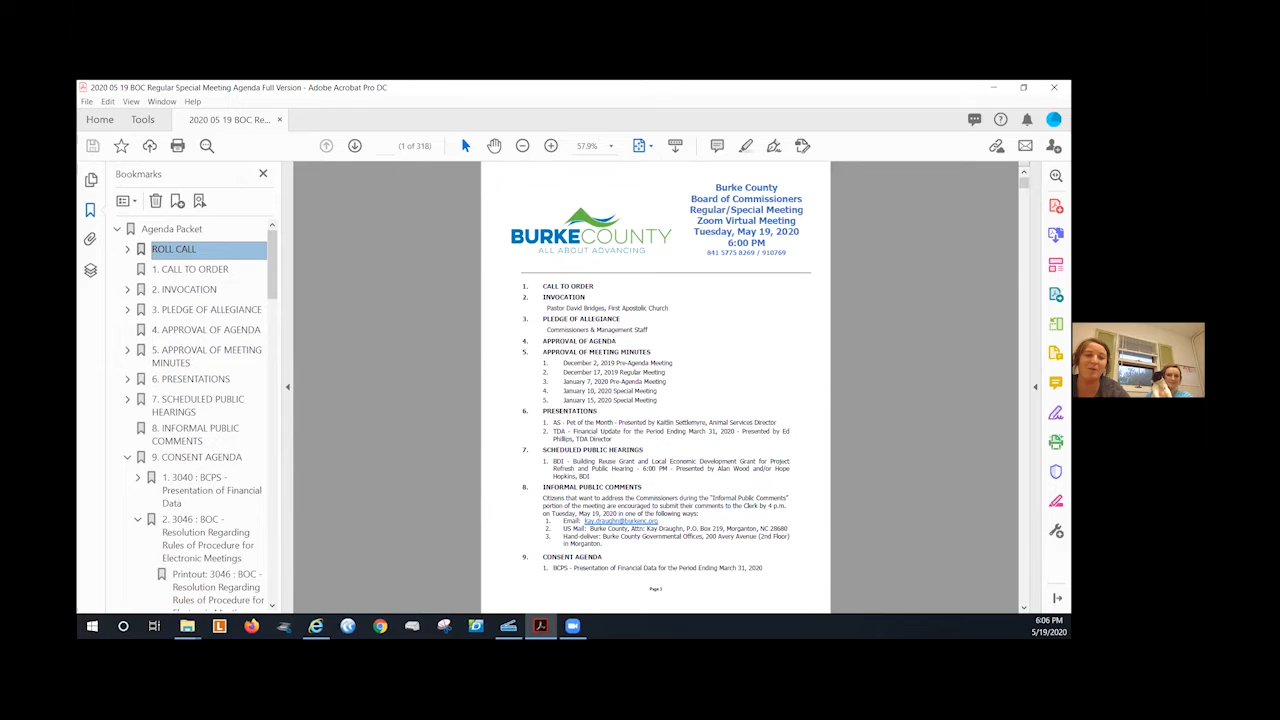 2020 05 19 BOC Regular Special Meeting Agenda Full Version - Adobe Acrobat Pro DC
File Edit View Window Help
Home Tools 2020 05 19 BOC Re... ×
(1 of 318) 57.9%
Bookmarks
Agenda Packet
ROLL CALL
1. CALL TO ORDER
2. INVOCATION
3. PLEDGE OF ALLEGIANCE
4. APPROVAL OF AGENDA
5. APPROVAL OF MEETING
MINUTES
6. PRESENTATIONS
7. SCHEDULED PUBLIC
HEARINGS
8. INFORMAL PUBLIC
COMMENTS
9. CONSENT AGENDA
1. 3040 : BCPS -
Presentation of Financial
Data
2. 3046 : BOC -
Resolution Regarding
Rules of Procedure for
Electronic Meetings
Printout: 3046 : BOC -
Resolution Regarding
Rules of Procedure for
BURKECOUNTY
ALL ABOUT ADVANCING
Burke County
Board of Commissioners
Regular/Special Meeting
Zoom Virtual Meeting
Tuesday, May 19, 2020
6:00 PM
841 5775 8269 / 910769
1. CALL TO ORDER
2. INVOCATION
Pastor David Bridges, First Apostolic Church
3. PLEDGE OF ALLEGIANCE
Commissioners & Management Staff
4. APPROVAL OF AGENDA
5. APPROVAL OF MEETING MINUTES
1. December 2, 2019 Pre-Agenda Meeting
2. December 17, 2019 Regular Meeting
3. January 7, 2020 Pre-Agenda Meeting
4. January 10, 2020 Special Meeting
5. January 15, 2020 Special Meeting
6. PRESENTATIONS
1. AS - Pet of the Month - Presented by Kaitlin Settlemyre, Animal Services Director
2. TDA - Financial Update for the Period Ending March 31, 2020 - Presented by Ed
Phillips, TDA Director
7. SCHEDULED PUBLIC HEARINGS
1. BDI - Building Reuse Grant and Local Economic Development Grant for Project
Refresh and Public Hearing - 6:00 PM - Presented by Alan Wood and/or Hope
Hopkins, BDI
8. INFORMAL PUBLIC COMMENTS
Citizens that want to address the Commissioners during the "Informal Public Comments"
portion of the meeting are encouraged to submit their comments to the Clerk by 4 p.m.
on Tuesday, May 19, 2020 in one of the following ways:
1. Email: kay.draughn@burkenc.org
2. US Mail: Burke County, Attn: Kay Draughn, P.O. Box 219, Morganton, NC 28680
3. Hand-deliver: Burke County Governmental Offices, 200 Avery Avenue (2nd Floor)
in Morganton.
9. CONSENT AGENDA
1. BCPS - Presentation of Financial Data for the Period Ending March 31, 2020
Page 1
6:06 PM
5/19/2020